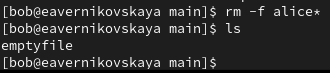 [bob@eavernikovskaya main]$ rm -f alice*
[bob@eavernikovskaya main]$ ls
emptyfile
[bob@eavernikovskaya main]$